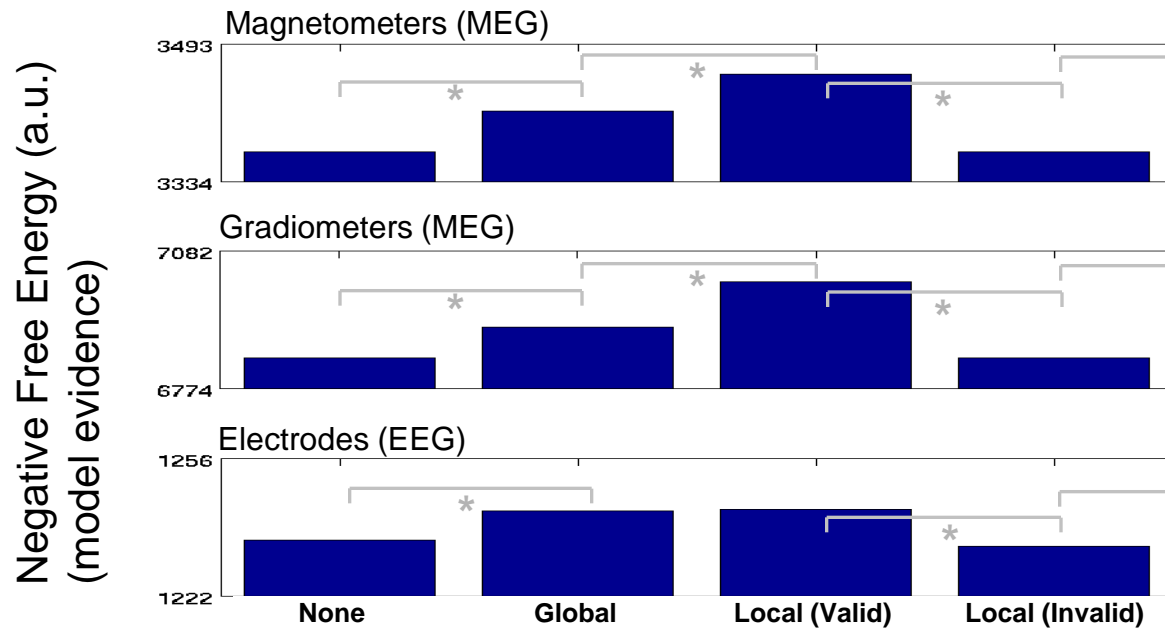 Negative Free Energy (a.u.)
(model evidence)
Magnetometers (MEG)
3493
*
*
*
3334
Gradiometers (MEG)
7082
*
*
*
6774
Electrodes (EEG)
1256
*
*
1222
None Global Local (Valid) Local (Invalid)